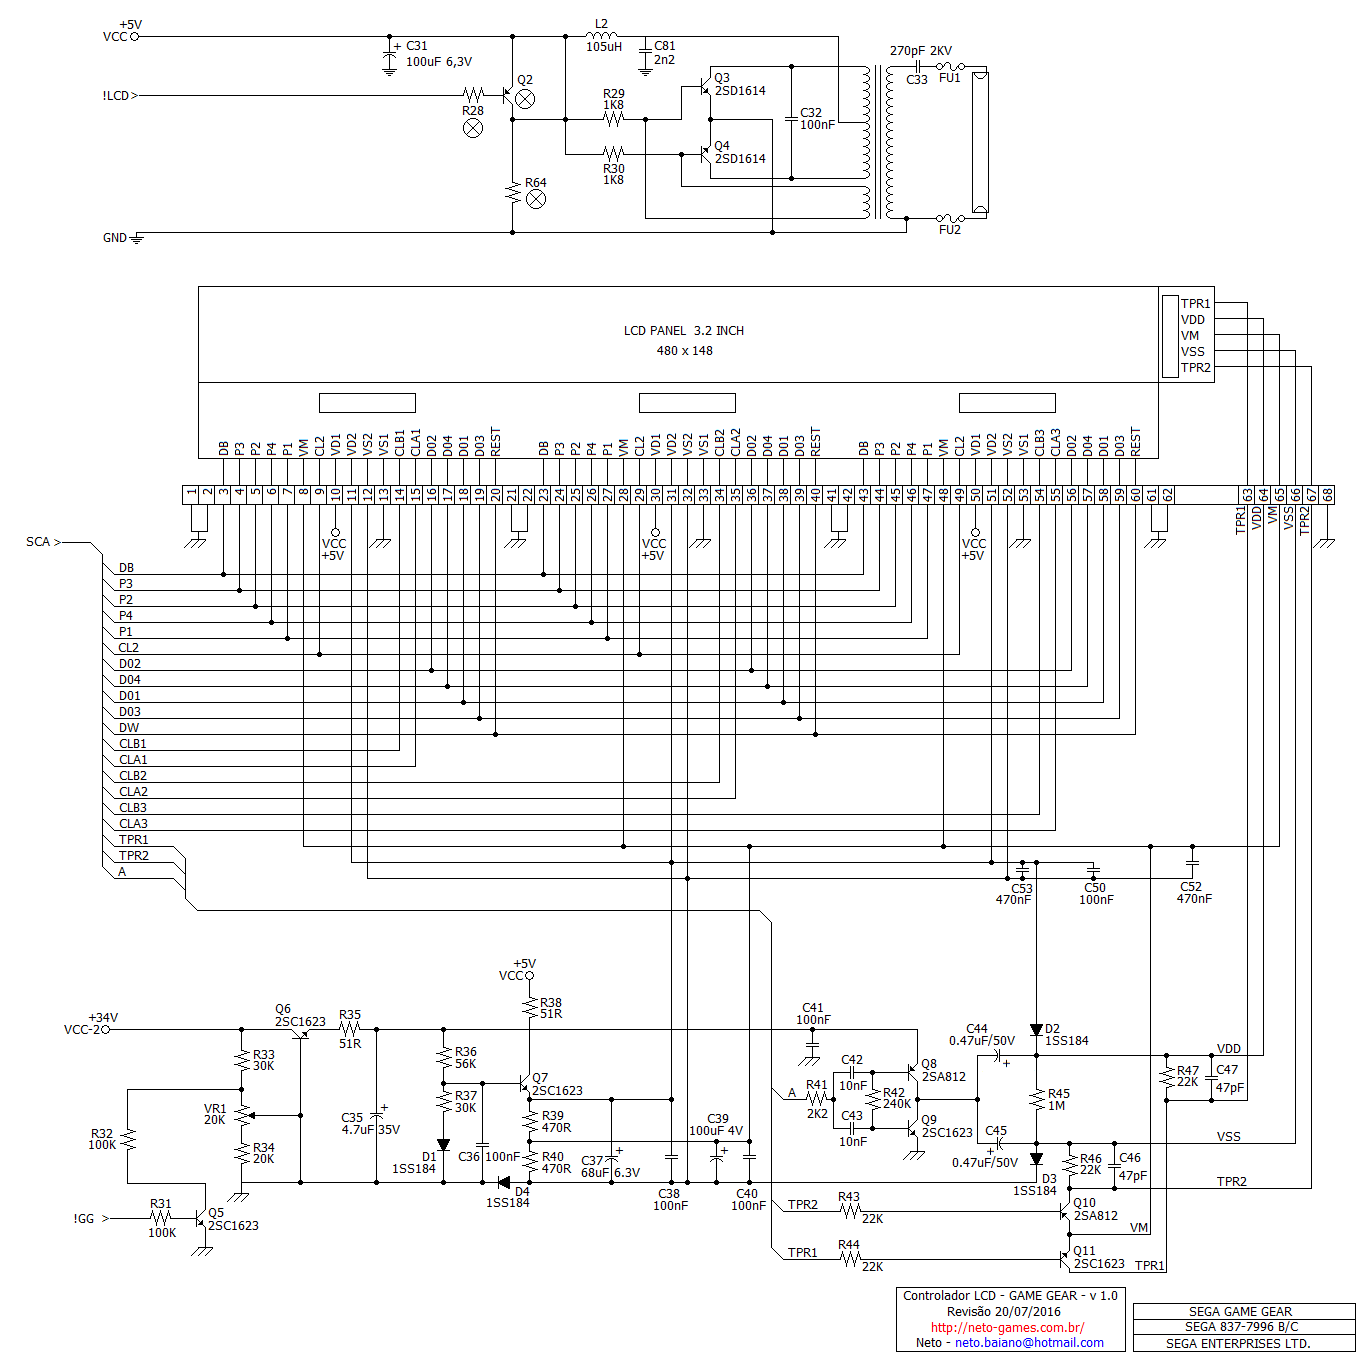 +5V
VCC
L2
105uH
+ C31
100uF 6,3V
C81
2n2
270pF 2KV
C33
FU1
!LCD >
Q2
R28
Q3
2SD1614
R29
1K8
C32
100nF
Q4
2SD1614
R30
1K8
R64
GND
FU2
LCD PANEL 3.2 INCH
480 x 148
TPR1
VDD
VM
VSS
TPR2
DB P3 P2 P4 P1 VM CL2 VD1 VD2 VS2 VS1 CLB1 CLA1 D02 D04 D01 D03 REST
DB P3 P2 P4 P1 VM CL2 VD1 VD2 VS2 VS1 CLB2 CLA2 D02 D04 D01 D03 REST
DB P3 P2 P4 P1 VM CL2 VD1 VD2 VS2 VS1 CLB3 CLA3 D02 D04 D01 D03 REST
1 2 3 4 5 6 7 8 9 10 11 12 13 14 15 16 17 18 19 20 21 22 23 24 25 26 27 28 29 30 31 32 33 34 35 36 37 38 39 40 41 42 43 44 45 46 47 48 49 50 51 52 53 54 55 56 57 58 59 60 61 62 63 64 65 66 67 68
TPR1 VDD VM VSS TPR2
VCC
+5V
VCC
+5V
VCC
+5V
SCA >
DB
P3
P2
P4
P1
CL2
D02
D04
D01
D03
DW
CLB1
CLA1
CLB2
CLA2
CLB3
CLA3
TPR1
TPR2
A
C53
470nF
C50
100nF
C52
470nF
+5V
VCC
R38
51R
+34V
VCC-2
Q6
2SC1623
R35
51R
C41
100nF
C44
0.47uF/50V
+
D2
1SS184
VDD
R33
30K
R36
56K
R37
30K
Q7
2SC1623
C42
10nF
Q8
2SA812
A
R41
2K2
R42
240K
C43
10nF
Q9
2SC1623
R45
1M
R47
22K
C47
47pF
VR1
20K
R32
100K
R34
20K
C35
4.7uF 35V
+
R39
470R
R40
470R
C39
100uF 4V
+
C45
0.47uF/50V
+
VSS
D1
1SS184
C36 100nF
C37
68uF 6.3V
+
D4
1SS184
C38
100nF
C40
100nF
D3
1SS184
R46
22K
C46
47pF
TPR2
R31
100K
!GG >
Q5
2SC1623
TPR2
R43
22K
Q10
2SA812
VM
TPR1
R44
22K
Q11
2SC1623
TPR1
Controlador LCD - GAME GEAR - v 1.0
Revisão 20/07/2016
http://neto-games.com.br/
Neto - neto.baiano@hotmail.com
SEGA GAME GEAR
SEGA 837-7996 B/C
SEGA ENTERPRISES LTD.